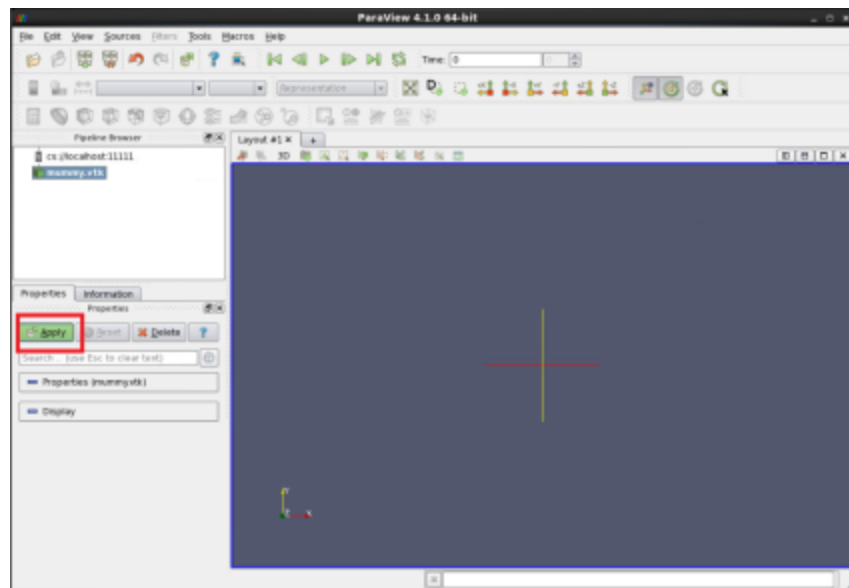 ParaView 4.1.0 64-bit
File Edit View Sources Filters Tools Macros Help
Time: 0
Representation
Pipeline Browser
Layout #1
cs://localhost:11111
3D
mummy.vtk
Properties Information
Properties
Apply Reset Delete ?
Search ... (use Esc to clear text)
Properties (mummy.vtk)
Display
Y
Z X